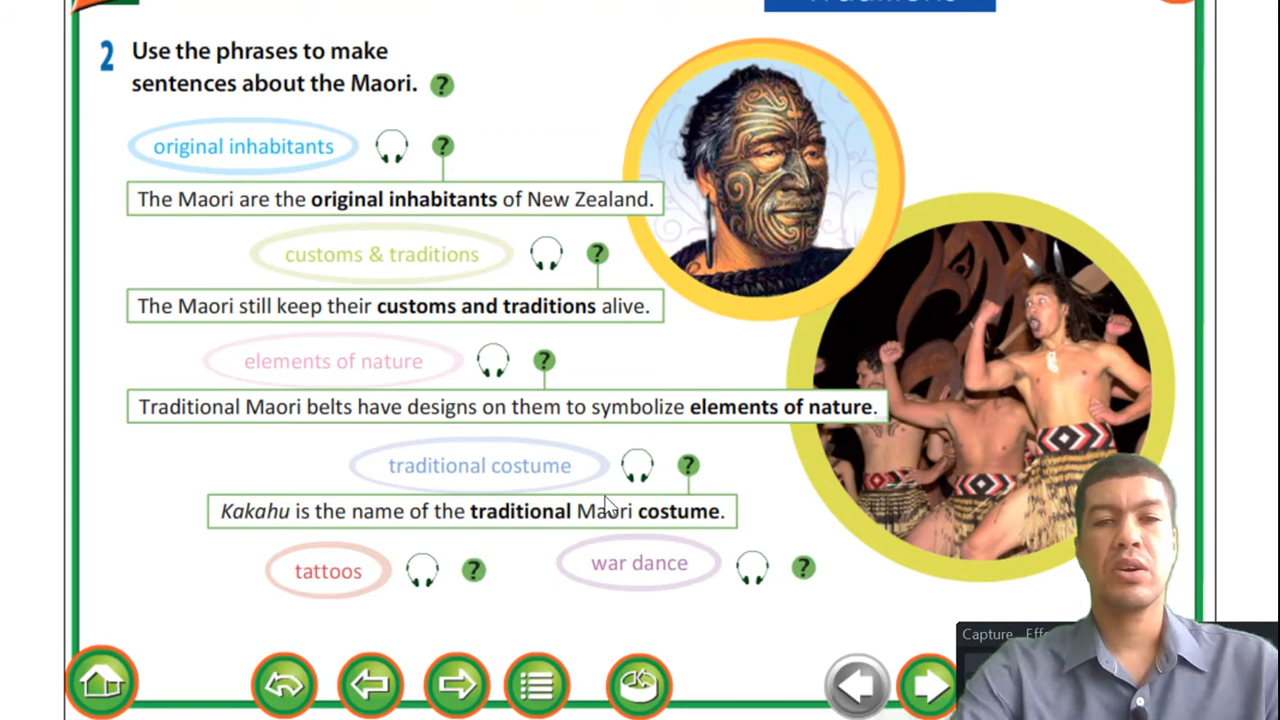 2 Use the phrases to make
sentences about the Maori. ?
original inhabitants ?
The Maori are the original inhabitants of New Zealand.
customs & traditions ?
The Maori still keep their customs and traditions alive.
elements of nature ?
Traditional Maori belts have designs on them to symbolize elements of nature.
traditional costume ?
Kakahu is the name of the traditional Maori costume.
tattoos ? war dance ?
Capture